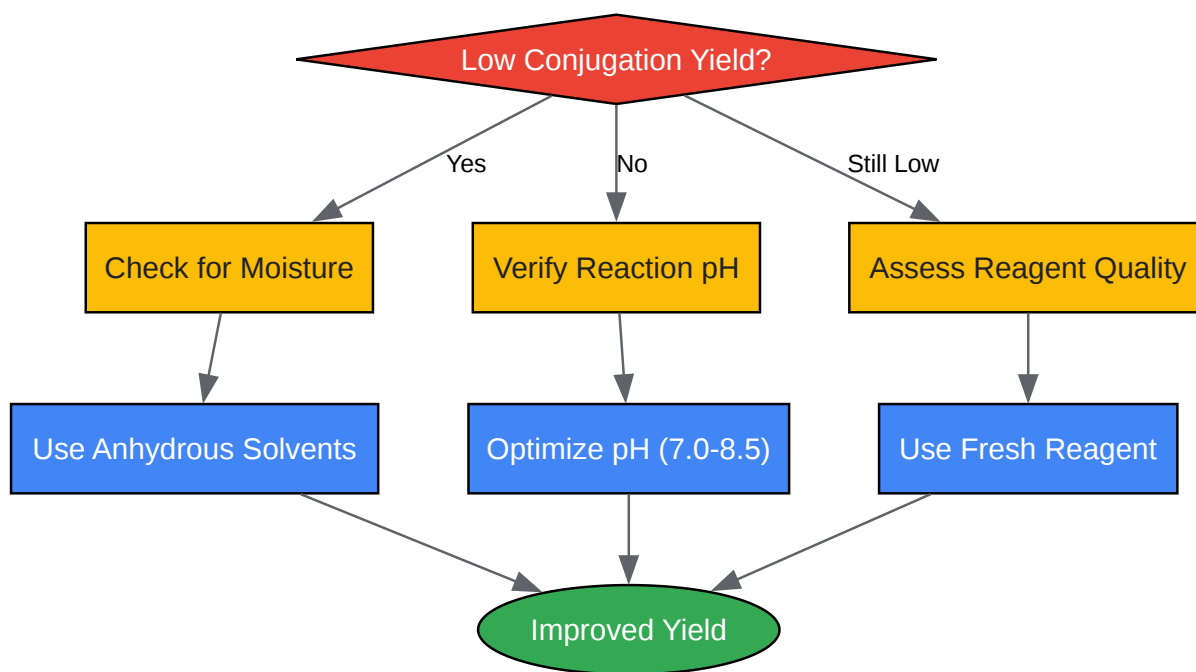 Low Conjugation Yield?
Yes
No
Still Low
Check for Moisture
Verify Reaction pH
Assess Reagent Quality
Use Anhydrous Solvents
Optimize pH (7.0-8.5)
Use Fresh Reagent
Improved Yield